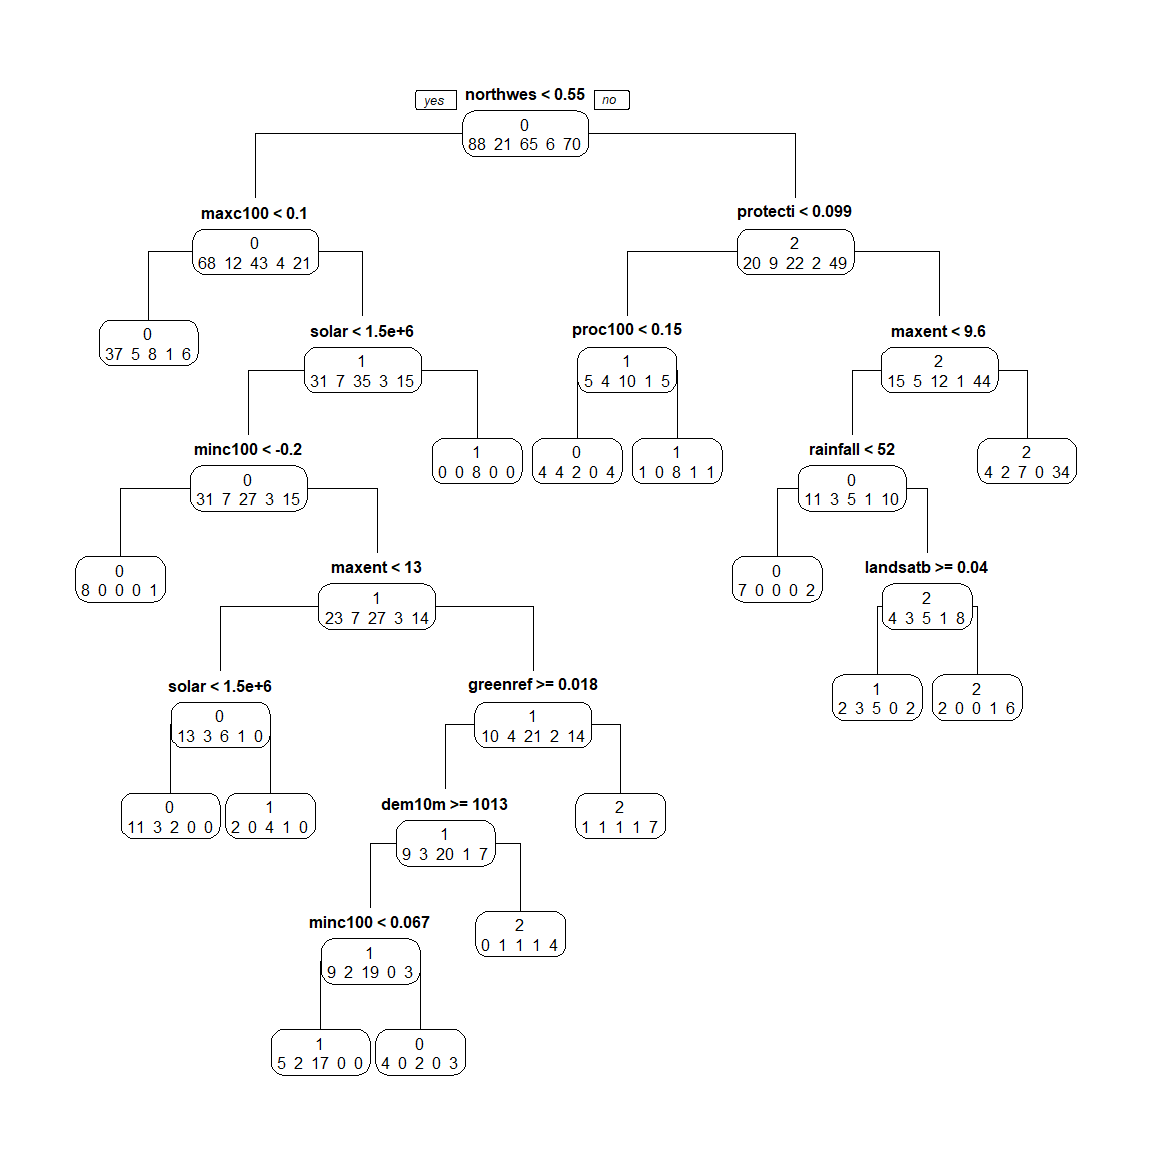 yes northwes < 0.55 no
0
88 21 65 6 70
maxc100 < 0.1
0
68 12 43 4 21
protecti < 0.099
2
20 9 22 2 49
0
37 5 8 1 6
solar < 1.5e+6
1
31 7 35 3 15
proc100 < 0.15
1
5 4 10 1 5
maxent < 9.6
2
15 5 12 1 44
minc100 < -0.2
0
31 7 27 3 15
1
0 0 8 0 0
0
4 4 2 0 4
1
1 0 8 1 1
rainfall < 52
0
11 3 5 1 10
2
4 2 7 0 34
0
8 0 0 0 1
maxent < 13
1
23 7 27 3 14
0
7 0 0 0 2
landsatb >= 0.04
2
4 3 5 1 8
solar < 1.5e+6
0
13 3 6 1 0
greenref >= 0.018
1
10 4 21 2 14
1
2 3 5 0 2
2
2 0 0 1 6
0
11 3 2 0 0
1
2 0 4 1 0
dem10m >= 1013
1
9 3 20 1 7
2
1 1 1 1 7
minc100 < 0.067
1
9 2 19 0 3
2
0 1 1 1 4
1
5 2 17 0 0
0
4 0 2 0 3